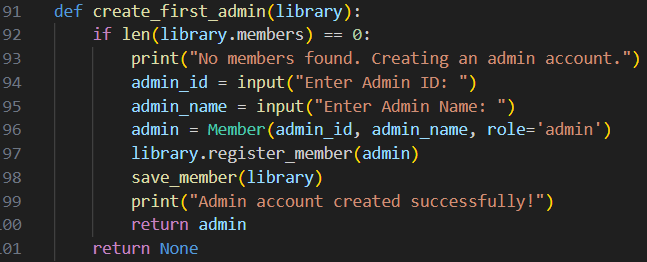 91 def create_first_admin(library):
92     if len(library.members) == 0:
93         print("No members found. Creating an admin account.")
94         admin_id = input("Enter Admin ID: ")
95         admin_name = input("Enter Admin Name: ")
96         admin = Member(admin_id, admin_name, role='admin')
97         library.register_member(admin)
98         save_member(library)
99         print("Admin account created successfully!")
100         return admin
101     return None